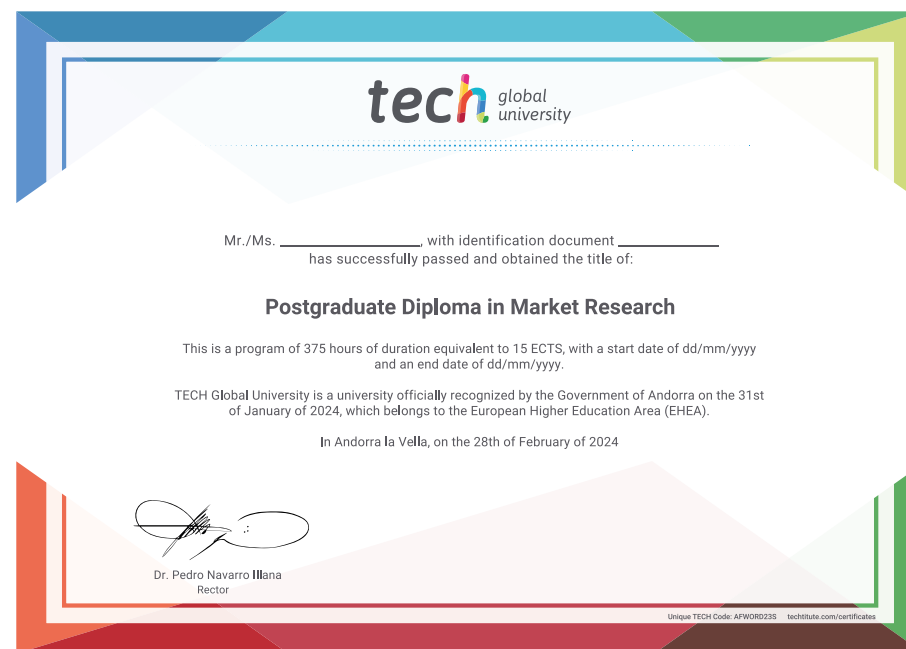 tech global university
Mr./Ms. ____________________, with identification document ______________
has successfully passed and obtained the title of:
Postgraduate Diploma in Market Research
This is a program of 375 hours of duration equivalent to 15 ECTS, with a start date of dd/mm/yyyy
and an end date of dd/mm/yyyy.
TECH Global University is a university officially recognized by the Government of Andorra on the 31st
of January of 2024, which belongs to the European Higher Education Area (EHEA).
In Andorra la Vella, on the 28th of February of 2024
Dr. Pedro Navarro Illana
Rector
Unique TECH Code: AFWORD23S techtitute.com/certificates